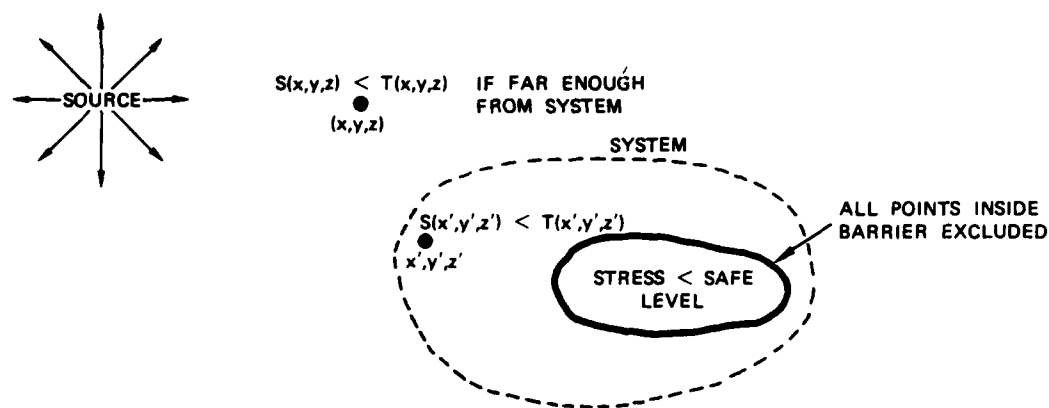 SOURCE
S(x,y,z) < T(x,y,z) IF FAR ENOUGH
FROM SYSTEM
(x,y,z)
SYSTEM
S(x',y',z') < T(x',y',z')
x',y',z'
ALL POINTS INSIDE
BARRIER EXCLUDED
STRESS < SAFE
LEVEL